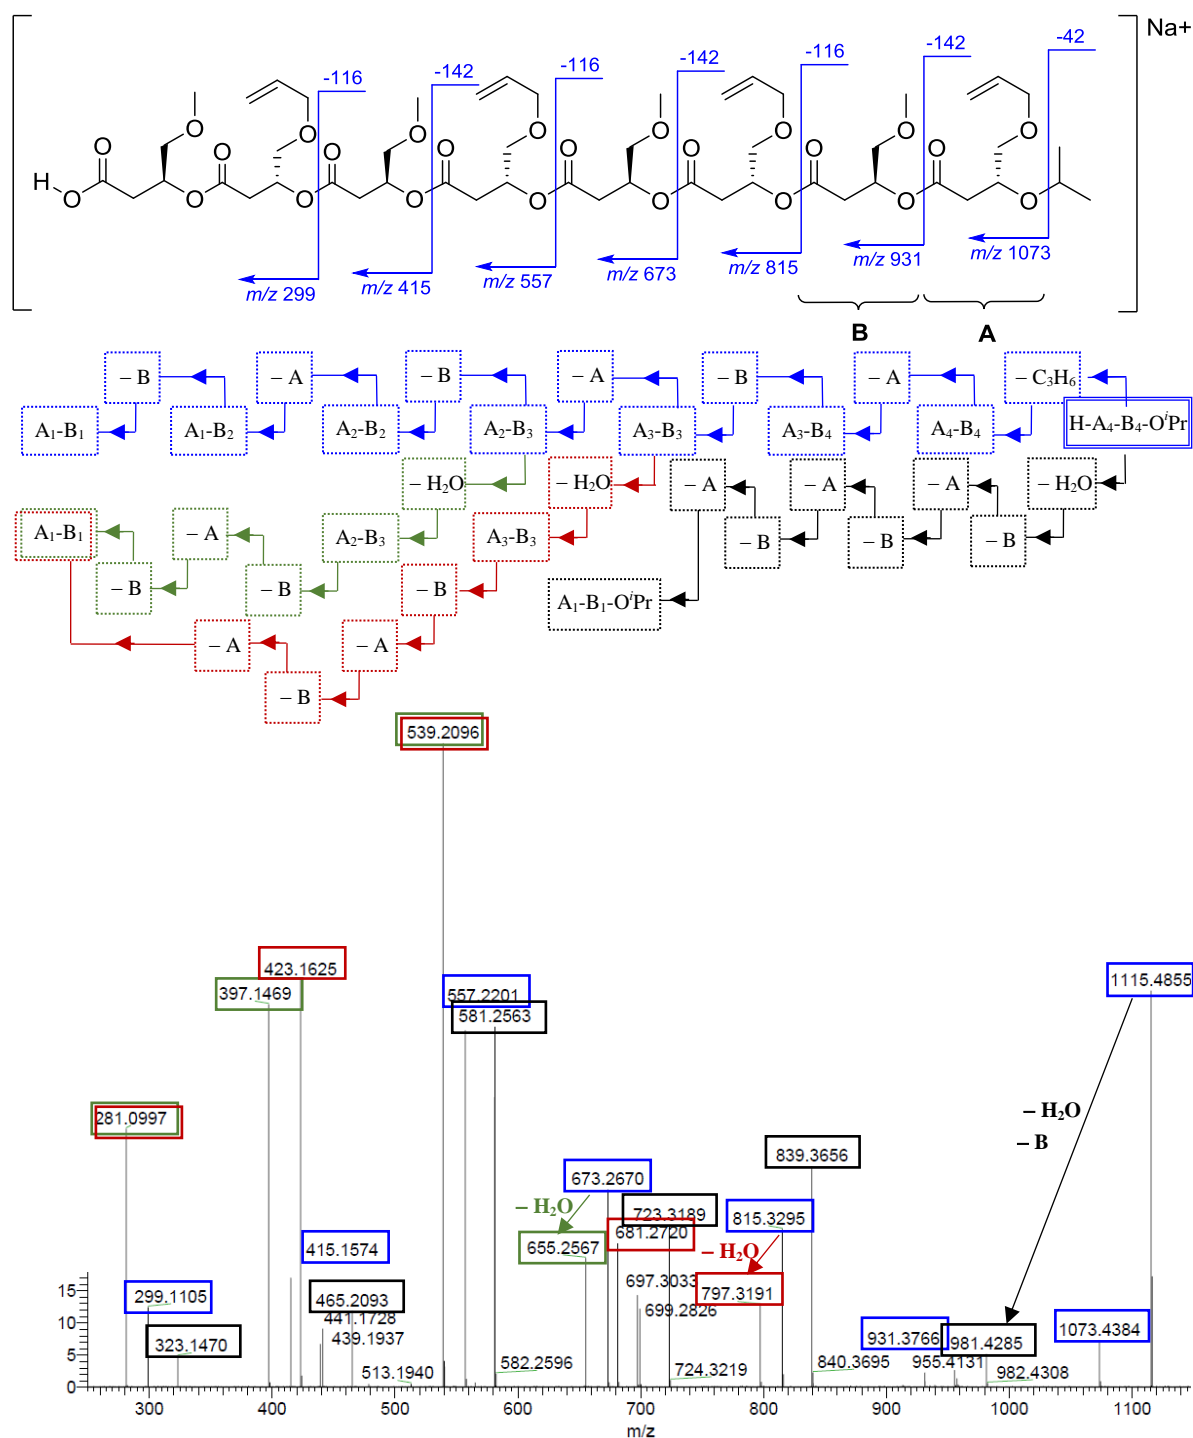 Na+
-116
-142
-116
-142
-116
-142
-42
O O O O O O O O
O O O O O O O O
H
O O O O O O O O O
m/z 299
m/z 415
m/z 557
m/z 673
m/z 815
m/z 931
m/z 1073
B
A
– B
– A
– B
– A
– B
– A
– C₃H₆
A₁-B₁
A₁-B₂
A₂-B₂
A₂-B₃
A₃-B₃
A₃-B₄
A₄-B₄
H-A₄-B₄-OⁱPr
– H₂O
– H₂O
– A
– A
– A
– H₂O
A₁-B₁
– A
A₂-B₃
A₃-B₃
– B
– B
– B
– B
– B
– B
A₁-B₁-OⁱPr
– A
– A
– B
539.2096
423.1625
397.1469
557.2201
581.2563
1115.4855
281.0997
– H₂O
– B
839.3656
673.2670
– H₂O
723.3189
815.3295
681.2720
415.1574
655.2567
– H₂O
697.3033
797.3191
299.1105
465.2093
699.2826
441.1728
931.3766
981.4285
1073.4384
323.1470
439.1937
513.1940
582.2596
724.3219
840.3695
955.4131
982.4308
15
10
5
0
300 400 500 600 700 800 900 1000 1100
m/z